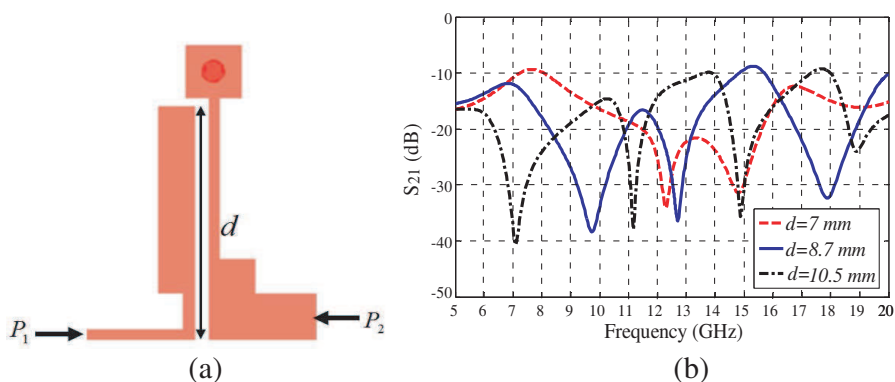 d
P1
P2
(a)
0
-10
-20
-30
-40
-50
S21 (dB)
d=7 mm
d=8.7 mm
d=10.5 mm
5 6 7 8 9 10 11 12 13 14 15 16 17 18 19 20
Frequency (GHz)
(b)